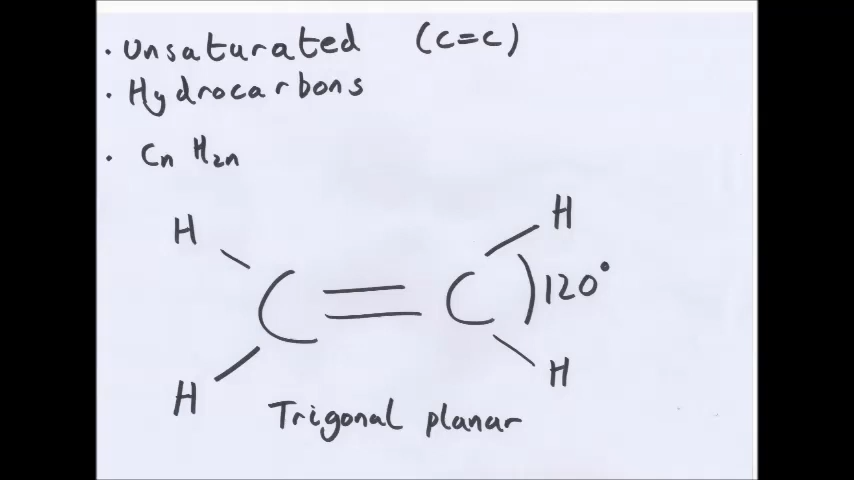 · Unsaturated (C=C)
· Hydrocarbons
· CnH2n
H H
C=C )120°
H H
Trigonal planar